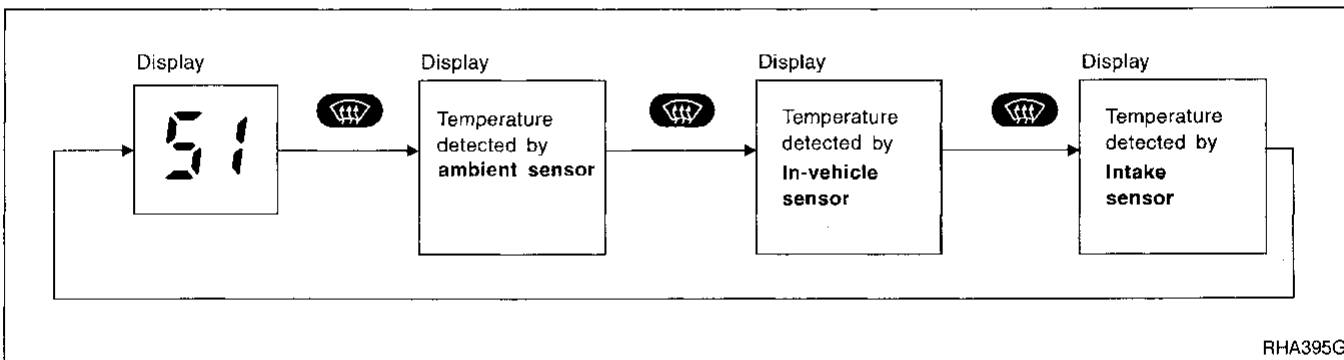 Display
51
Display
Temperature
detected by
ambient sensor
Display
Temperature
detected by
In-vehicle
sensor
Display
Temperature
detected by
Intake
sensor
RHA395G